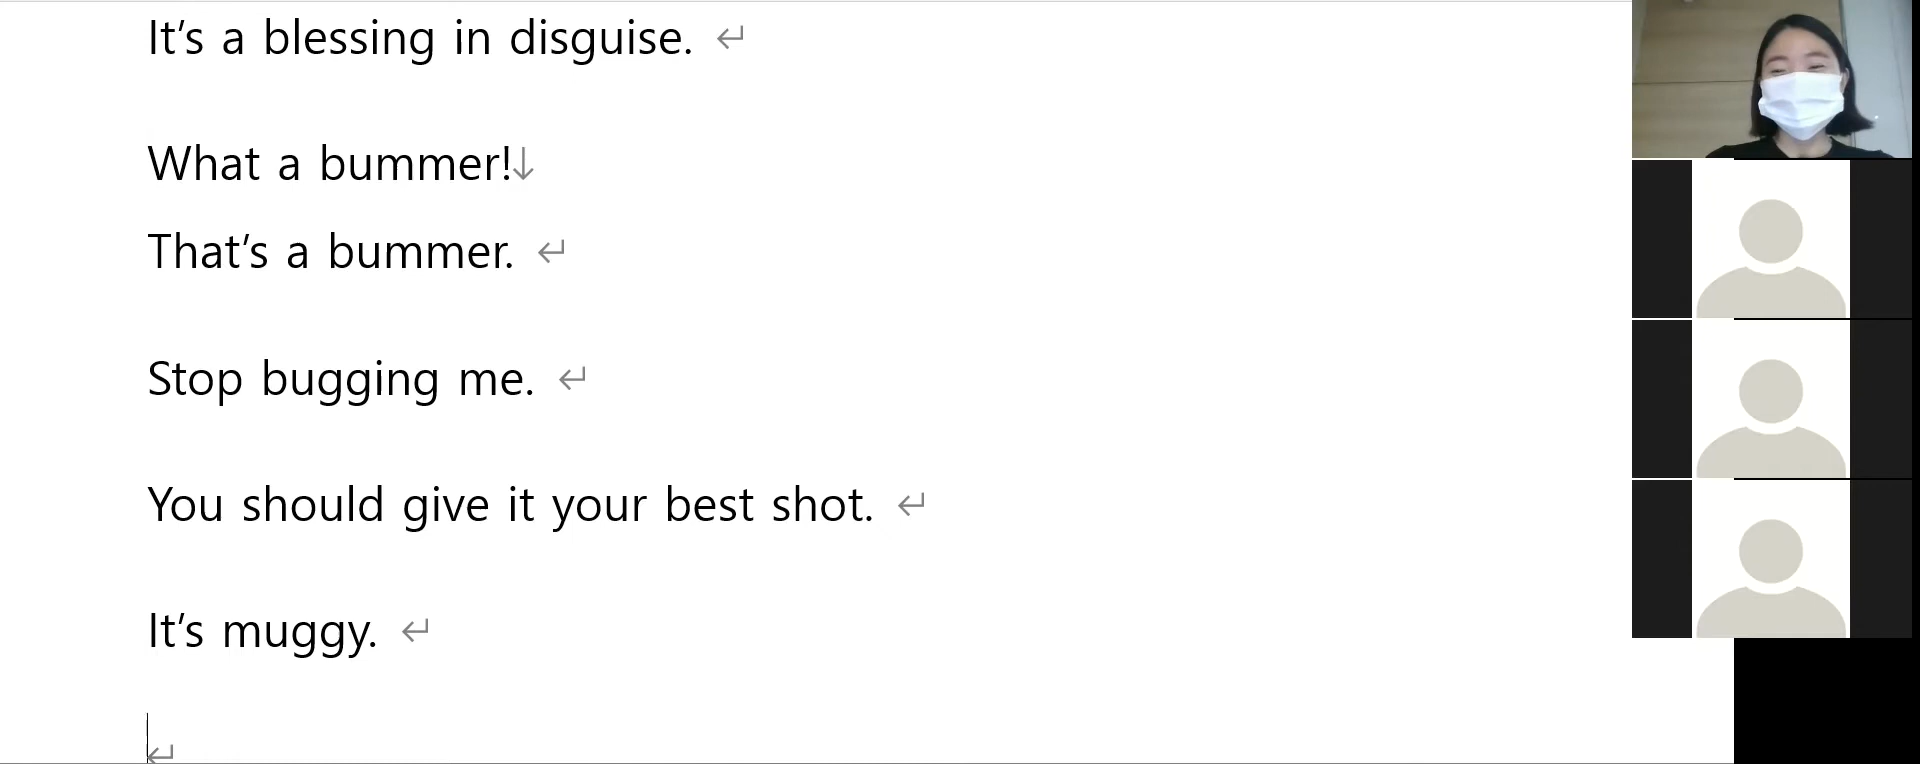 It’s a blessing in disguise.
What a bummer!
That’s a bummer.
Stop bugging me.
You should give it your best shot.
It’s muggy.